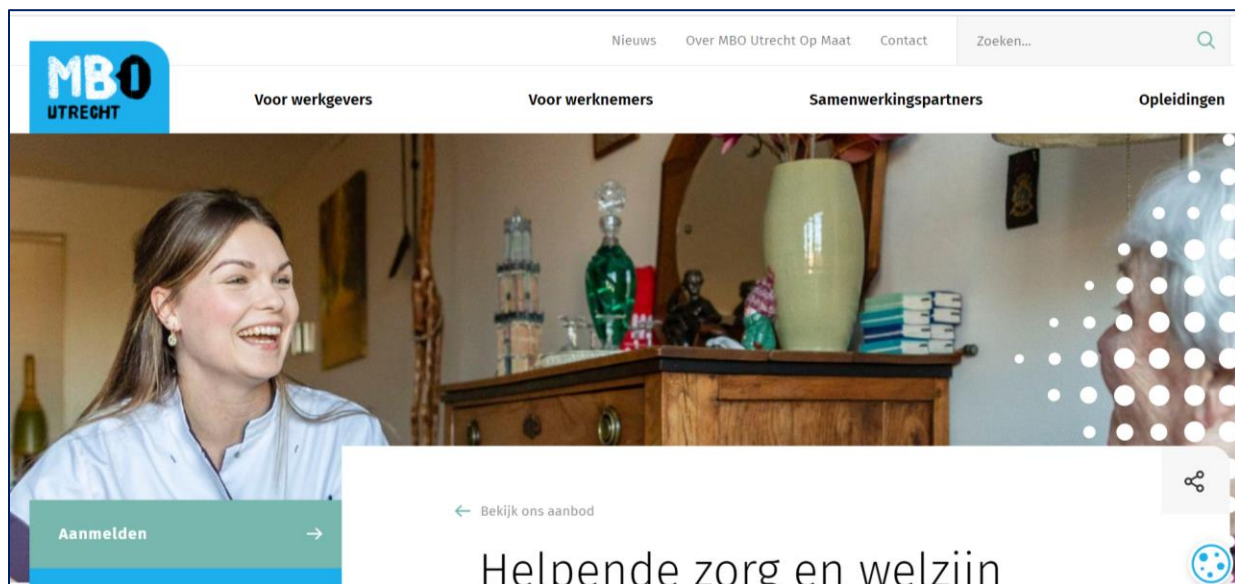 Nieuws Over MBO Utrecht Op Maat Contact Zoeken...
MBO
UTRECHT
Voor werkgevers Voor werknemers Samenwerkingspartners Opleidingen
Aanmelden →
← Bekijk ons aanbod
Helpende zorg en welzijn